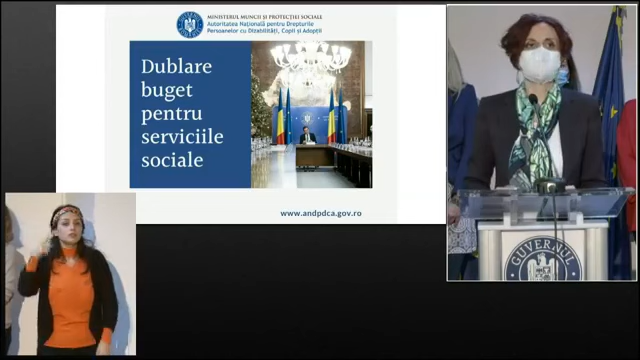 MINISTERUL MUNCII ȘI PROTECȚIEI SOCIALE
Autoritatea Națională pentru Drepturile
Persoanelor cu Dizabilități, Copii și Adopții
Dublare
buget
pentru
serviciile
sociale
www.andpdca.gov.ro
GUVERNUL